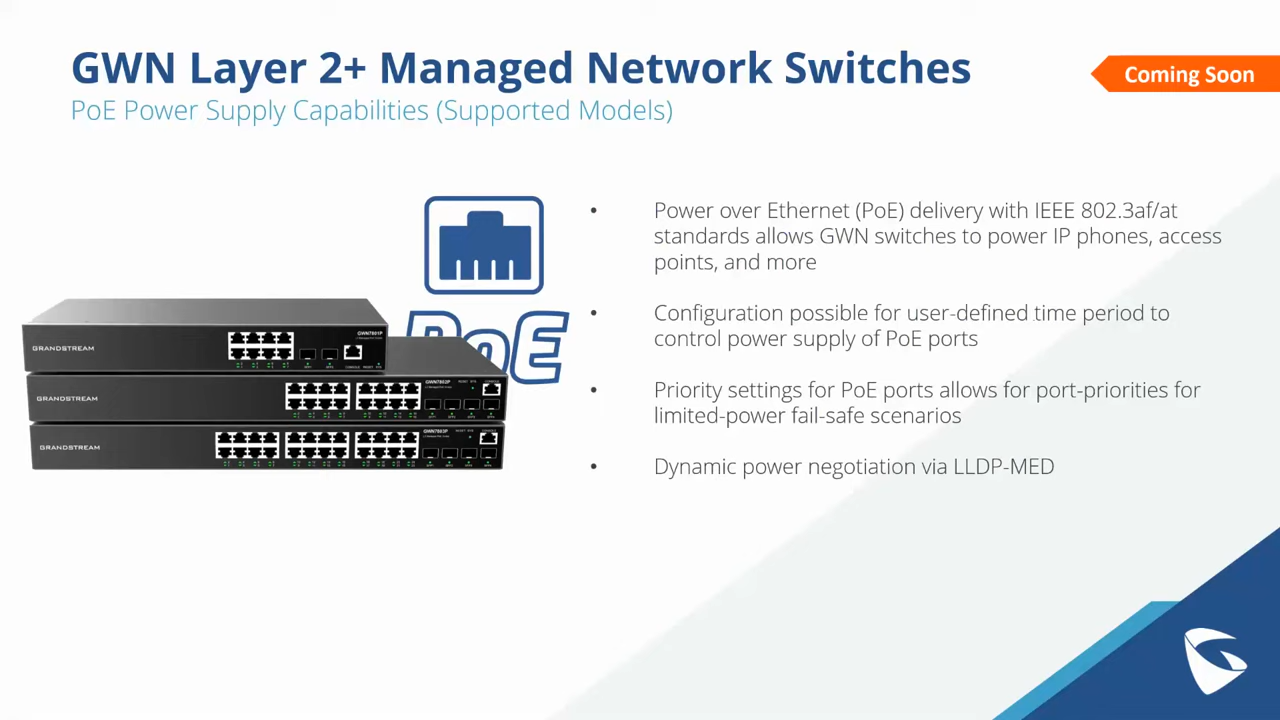 GWN Layer 2+ Managed Network Switches
Coming Soon
PoE Power Supply Capabilities (Supported Models)
PoE
• Power over Ethernet (PoE) delivery with IEEE 802.3af/at
standards allows GWN switches to power IP phones, access
points, and more
• Configuration possible for user-defined time period to
control power supply of PoE ports
• Priority settings for PoE ports allows for port-priorities for
limited-power fail-safe scenarios
• Dynamic power negotiation via LLDP-MED
GRANDSTREAM
GWN7801P
GRANDSTREAM
GWN7802P
GRANDSTREAM
GWN7803P